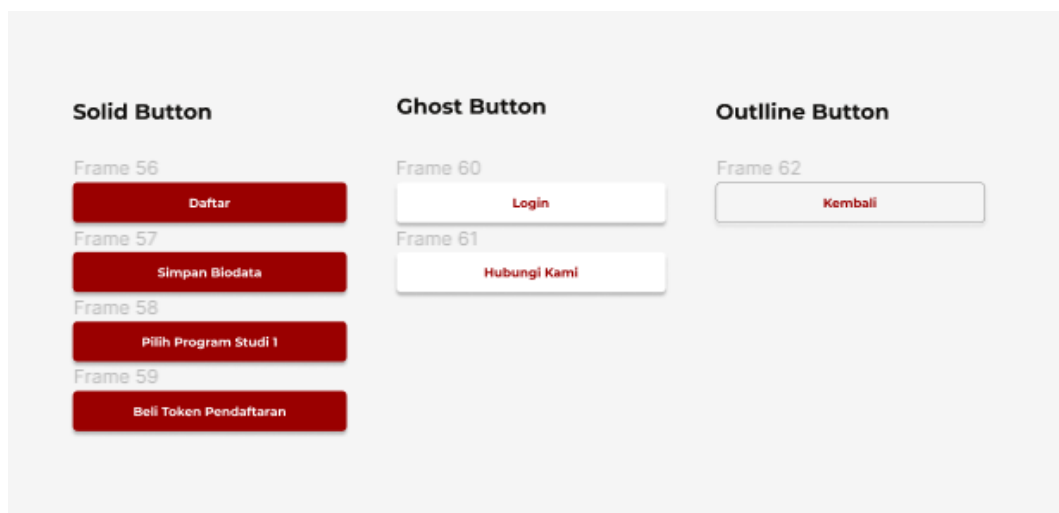 Solid Button
Frame 56
Daftar
Frame 57
Simpan Biodata
Frame 58
Pilih Program Studi 1
Frame 59
Beli Token Pendaftaran
Ghost Button
Frame 60
Login
Frame 61
Hubungi Kami
Outlline Button
Frame 62
Kembali